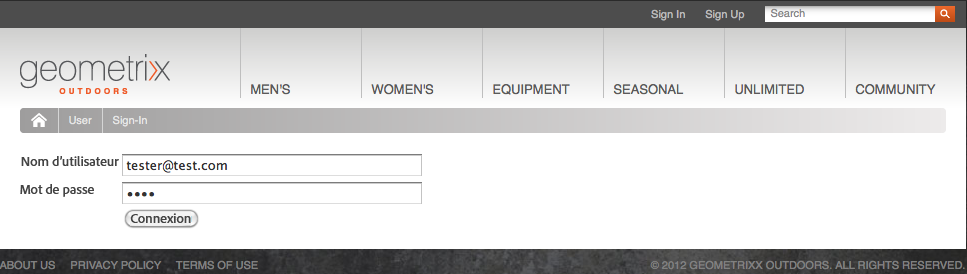 Sign In Sign Up Search
geometrixx
OUTDOORS
MEN'S WOMEN'S EQUIPMENT SEASONAL UNLIMITED COMMUNITY
User Sign-In
Nom d'utilisateur tester@test.com
Mot de passe ••••
Connexion
ABOUT US PRIVACY POLICY TERMS OF USE © 2012 GEOMETRIXX OUTDOORS. ALL RIGHTS RESERVED.